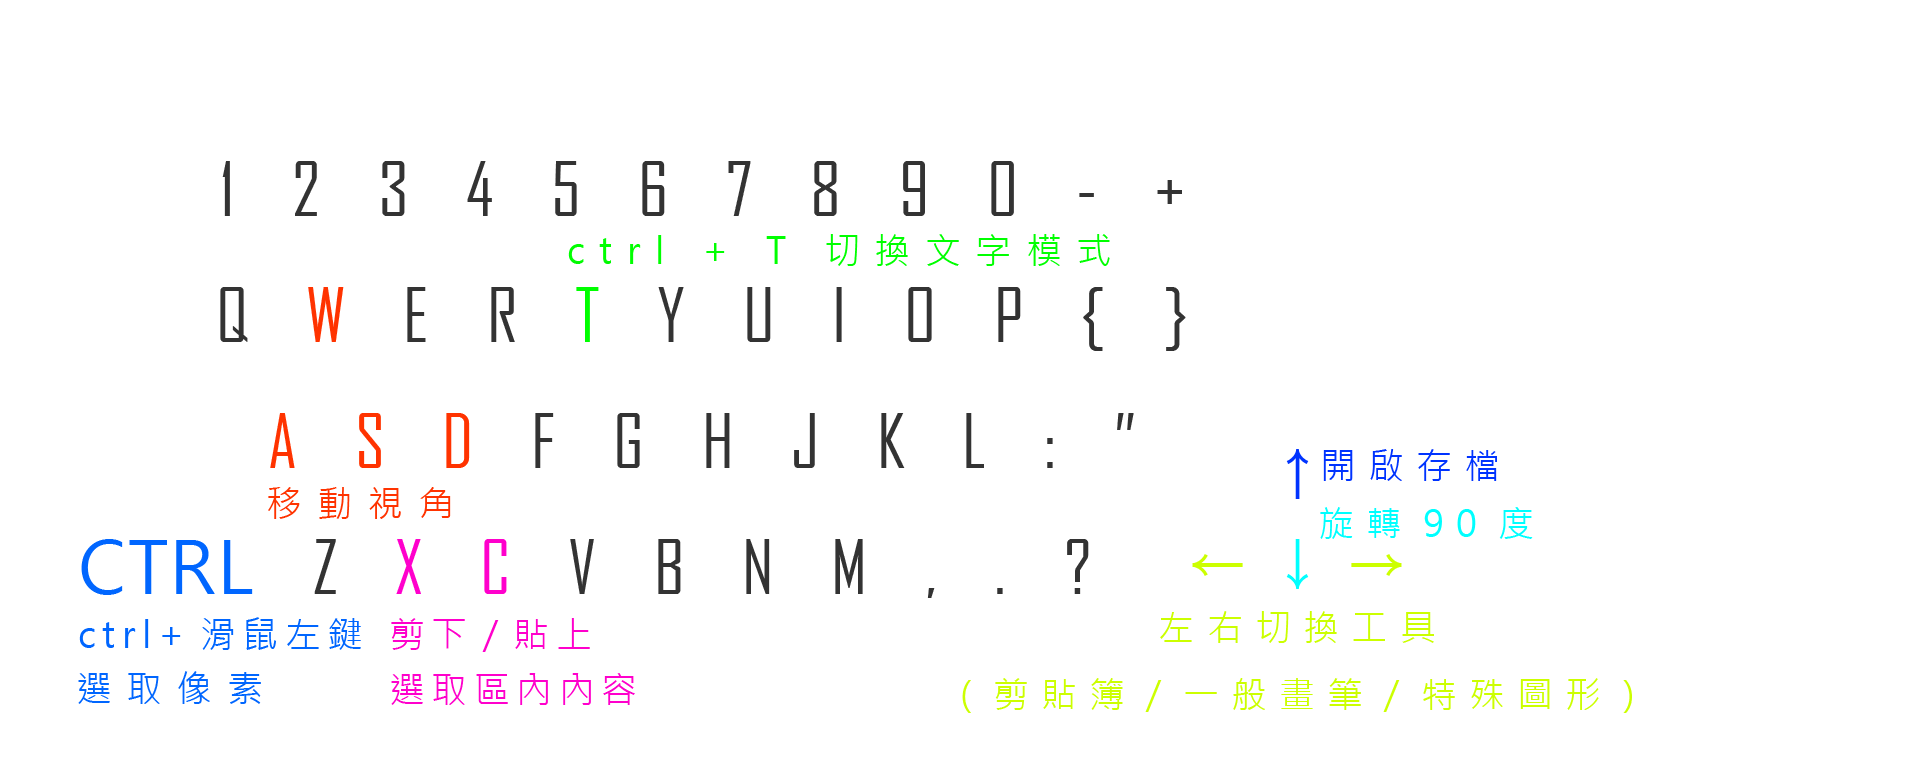 1 2 3 4 5 6 7 8 9 0 - +
ctrl + T 切換文字模式
Q W E R T Y U I O P { }
A S D F G H J K L : "
↑ 開啟存檔
移動視角
旋轉90度
CTRL Z X C V B N M , . ? ← ↓ →
ctrl+滑鼠左鍵 剪下/貼上
左右切換工具
選取像素 選取區內內容
(剪貼簿/一般畫筆/特殊圖形)